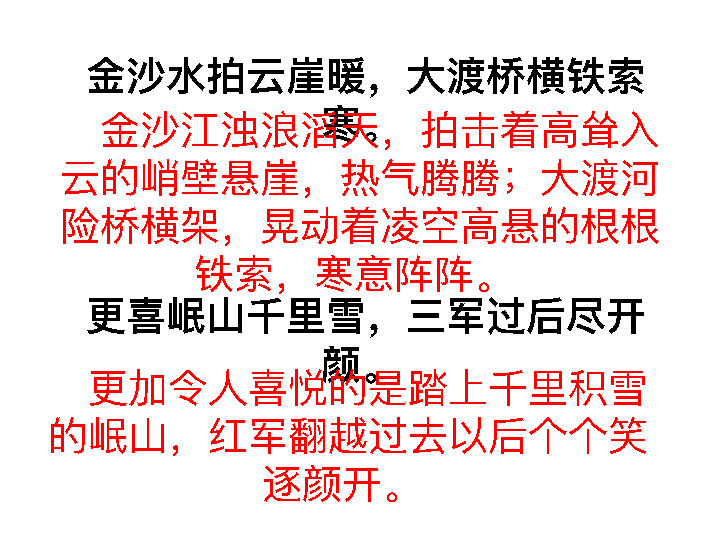 金沙水拍云崖暖，大渡桥横铁索
寒。
金沙江浊浪滔天，拍击着高耸入
云的峭壁悬崖，热气腾腾；大渡河
险桥横架，晃动着凌空高悬的根根
铁索，寒意阵阵。
更喜岷山千里雪，三军过后尽开
颜。
更加令人喜悦的是踏上千里积雪
的岷山，红军翻越过去以后个个笑
逐颜开。